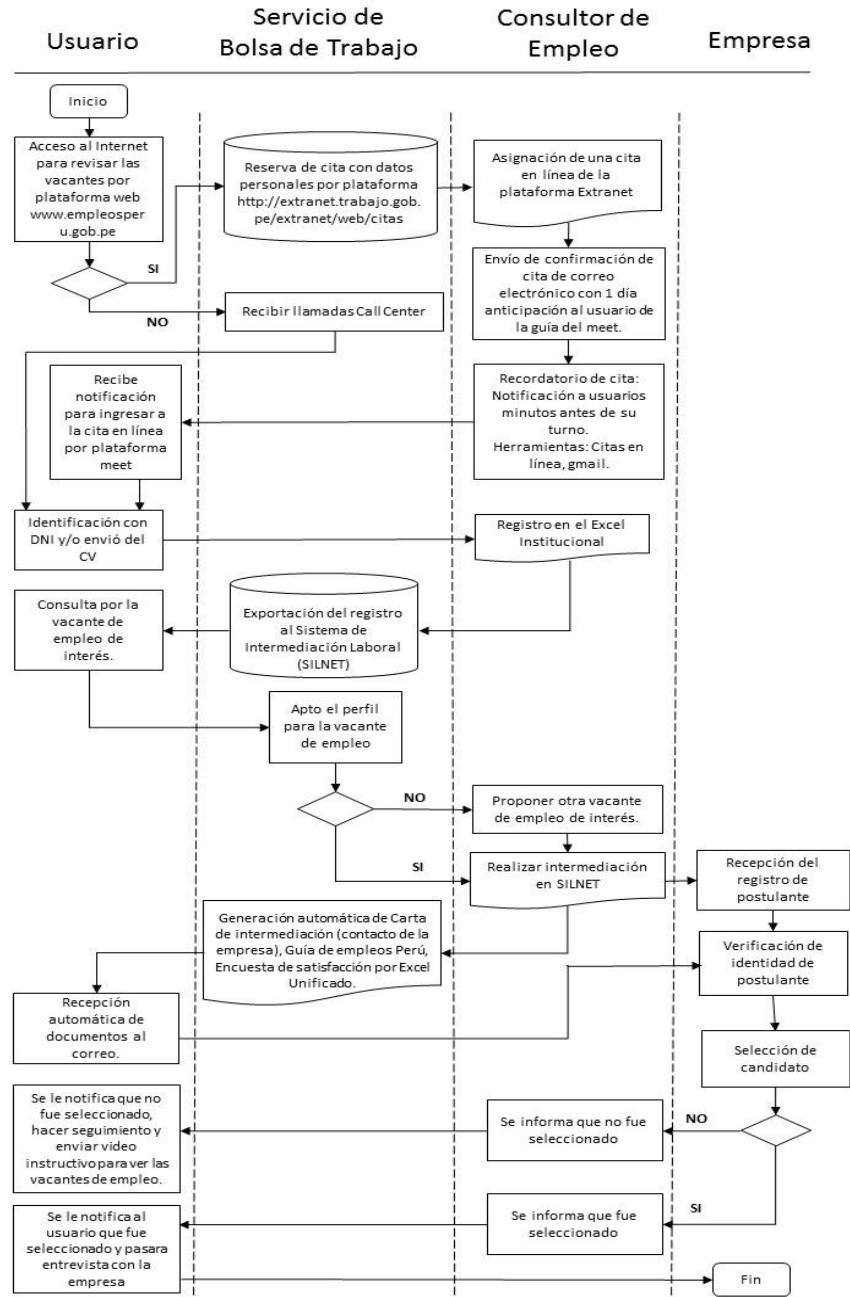 Usuario
Servicio de
Bolsa de Trabajo
Consultor de
Empleo
Empresa
Inicio
Acceso al Internet
para revisar las
vacantes por
plataforma web
www.empleosper
u.gob.pe
Reserva de cita con datos
personales por plataforma
http://extranet.trabajo.gob.
pe/extranet/web/citas
Asignación de una cita
en línea de la
plataforma Extranet
SI
NO
Recibir llamadas Call Center
Envío de confirmación de
cita de correo
electrónico con 1 día
anticipación al usuario de
la guía del meet.
Recibe
notificación
para ingresar a
la cita en línea
por plataforma
meet
Recordatorio de cita:
Notificación a usuarios
minutos antes de su
turno.
Herramientas: Citas en
línea, gmail.
Identificación con
DNI y/o envió del
CV
Registro en el Excel
Institucional
Consulta por la
vacante de
empleo de
interés.
Exportación del registro
al Sistema de
Intermediación Laboral
(SILNET)
Apto el perfil
para la vacante
de empleo
NO
Proponer otra vacante
de empleo de interés.
SI
Realizar intermediación
en SILNET
Recepción del
registro de
postulante
Generación automática de Carta
de intermediación (contacto de la
empresa), Guía de empleos Perú,
Encuesta de satisfacción por Excel
Unificado.
Verificación de
identidad de
postulante
Recepción
automática de
documentos al
correo.
Selección de
candidato
Se le notifica que no
fue seleccionado,
hacer seguimiento y
enviar video
instructivo para ver las
vacantes de empleo.
Se informa que no fue
seleccionado
NO
Se le notifica al
usuario que fue
seleccionado y pasara
entrevista con la
empresa
Se informa que fue
seleccionado
SI
Fin